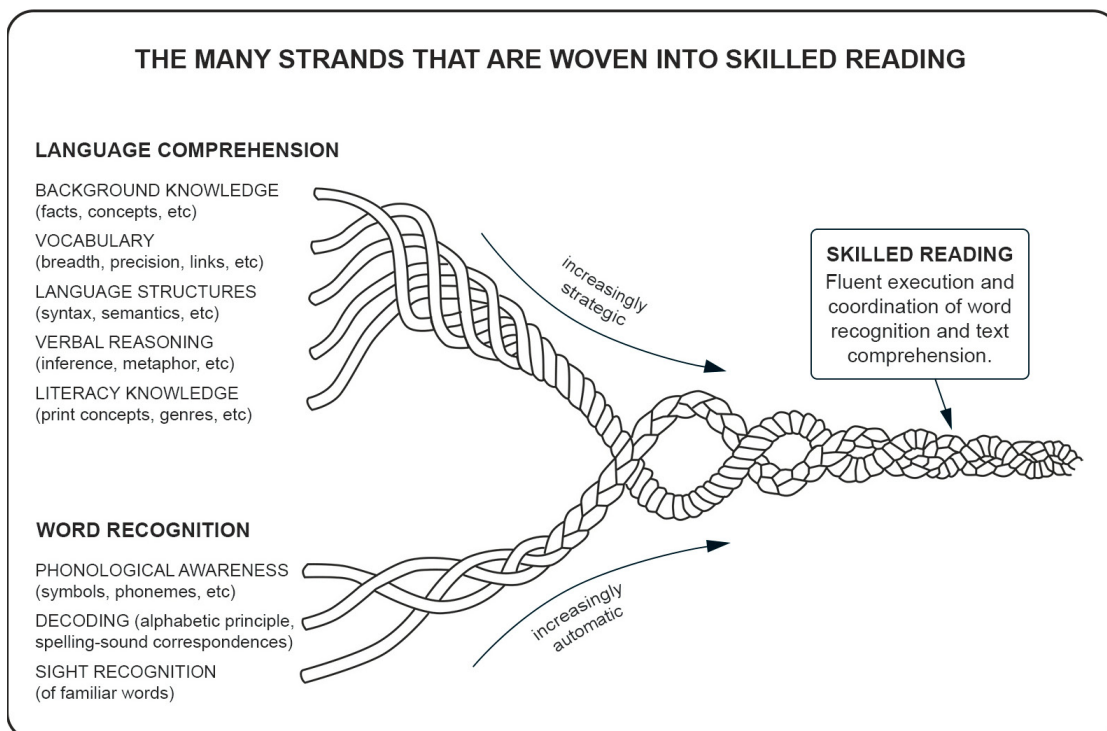 THE MANY STRANDS THAT ARE WOVEN INTO SKILLED READING
LANGUAGE COMPREHENSION
BACKGROUND KNOWLEDGE
(facts, concepts, etc)
VOCABULARY
(breadth, precision, links, etc)
LANGUAGE STRUCTURES
(syntax, semantics, etc)
VERBAL REASONING
(inference, metaphor, etc)
LITERACY KNOWLEDGE
(print concepts, genres, etc)
increasingly
strategic
SKILLED READING
Fluent execution and
coordination of word
recognition and text
comprehension.
WORD RECOGNITION
PHONOLOGICAL AWARENESS
(symbols, phonemes, etc)
DECODING (alphabetic principle,
spelling-sound correspondences)
SIGHT RECOGNITION
(of familiar words)
increasingly
automatic